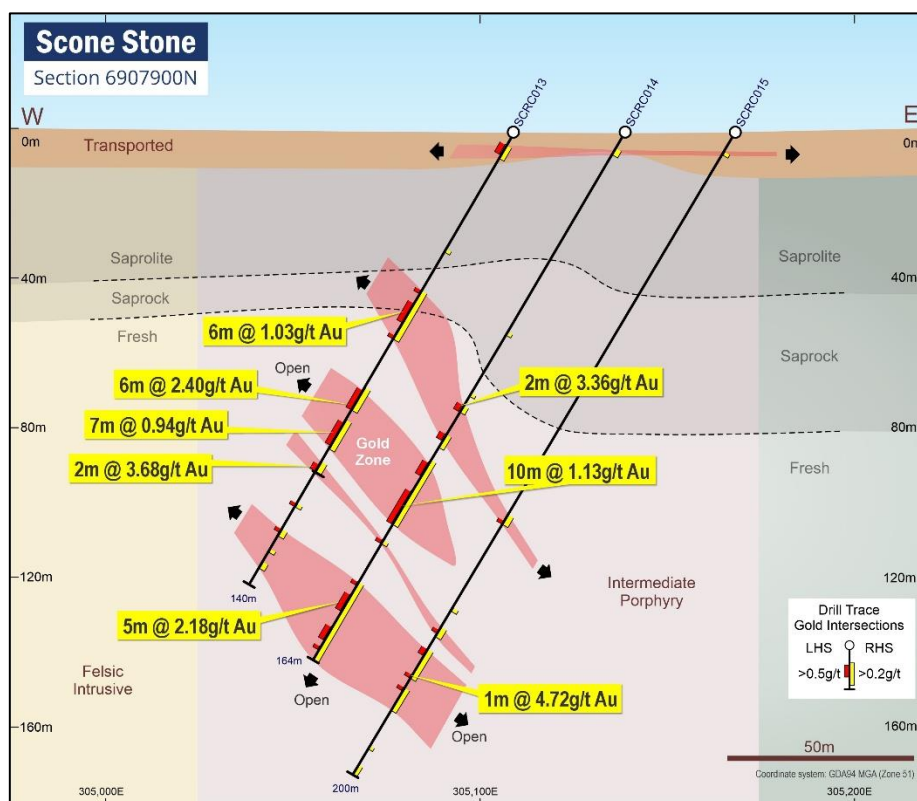 Scone Stone
Section 6907900N
SCRC013
SCRC014
SCRC015
W
E
0m
0m
Transported
Saprolite
Saprolite
40m
40m
Saprock
Fresh
6m @ 1.03g/t Au
Saprock
Open
6m @ 2.40g/t Au
2m @ 3.36g/t Au
7m @ 0.94g/t Au
80m
80m
Gold
Zone
2m @ 3.68g/t Au
10m @ 1.13g/t Au
Fresh
120m
120m
140m
Intermediate
Porphyry
Drill Trace
Gold Intersections
LHS
RHS
>0.5g/t
>0.2g/t
5m @ 2.18g/t Au
164m
Felsic
Intrusive
Open
1m @ 4.72g/t Au
Open
160m
160m
50m
Coordinate system: GDA94 MGA (Zone 51)
200m
305,000E
305,100E
305,200E